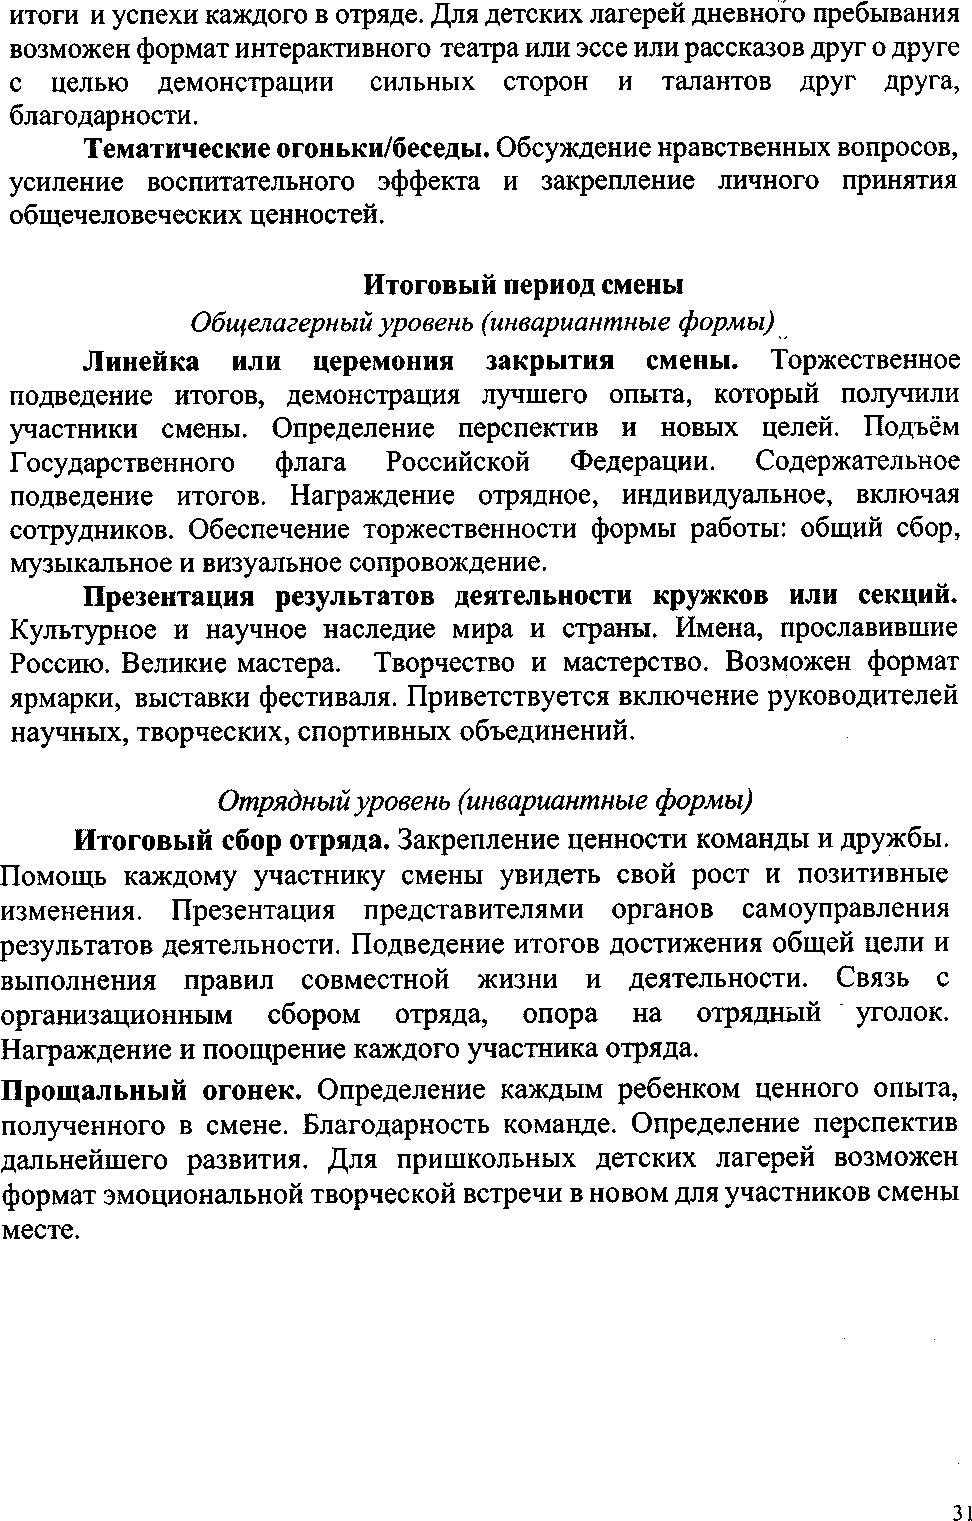 итоги и успехи каждого в отряде. Для детских лагерей дневного пребывания
возможен формат интерактивного театра или эссе или рассказов друг о друге
с целью демонстрации сильных сторон и талантов друг друга,
благодарности.
Тематические огоньки/беседы. Обсуждение нравственных вопросов,
усиление воспитательного эффекта и закрепление личного принятия
общечеловеческих ценностей.
Итоговый период смены
Общелагерный уровень (инвариантные формы)
Линейка или церемония закрытия смены. Торжественное
подведение итогов, демонстрация лучшего опыта, который получили
участники смены. Определение перспектив и новых целей. Подъём
Государственного флага Российской Федерации. Содержательное
подведение итогов. Награждение отрядное, индивидуальное, включая
сотрудников. Обеспечение торжественности формы работы: общий сбор,
музыкальное и визуальное сопровождение.
Презентация результатов деятельности кружков или секций.
Культурное и научное наследие мира и страны. Имена, прославившие
Россию. Великие мастера. Творчество и мастерство. Возможен формат
ярмарки, выставки фестиваля. Приветствуется включение руководителей
научных, творческих, спортивных объединений.
Отрядный уровень (инвариантные формы)
Итоговый сбор отряда. Закрепление ценности команды и дружбы.
Помощь каждому участнику смены увидеть свой рост и позитивные
изменения. Презентация представителями органов самоуправления
результатов деятельности. Подведение итогов достижения общей цели и
выполнения правил совместной жизни и деятельности. Связь с
организационным сбором отряда, опора на отрядный уголок.
Награждение и поощрение каждого участника отряда.
Прощальный огонек. Определение каждым ребенком ценного опыта,
полученного в смене. Благодарность команде. Определение перспектив
дальнейшего развития. Для пришкольных детских лагерей возможен
формат эмоциональной творческой встречи в новом для участников смены
месте.
31